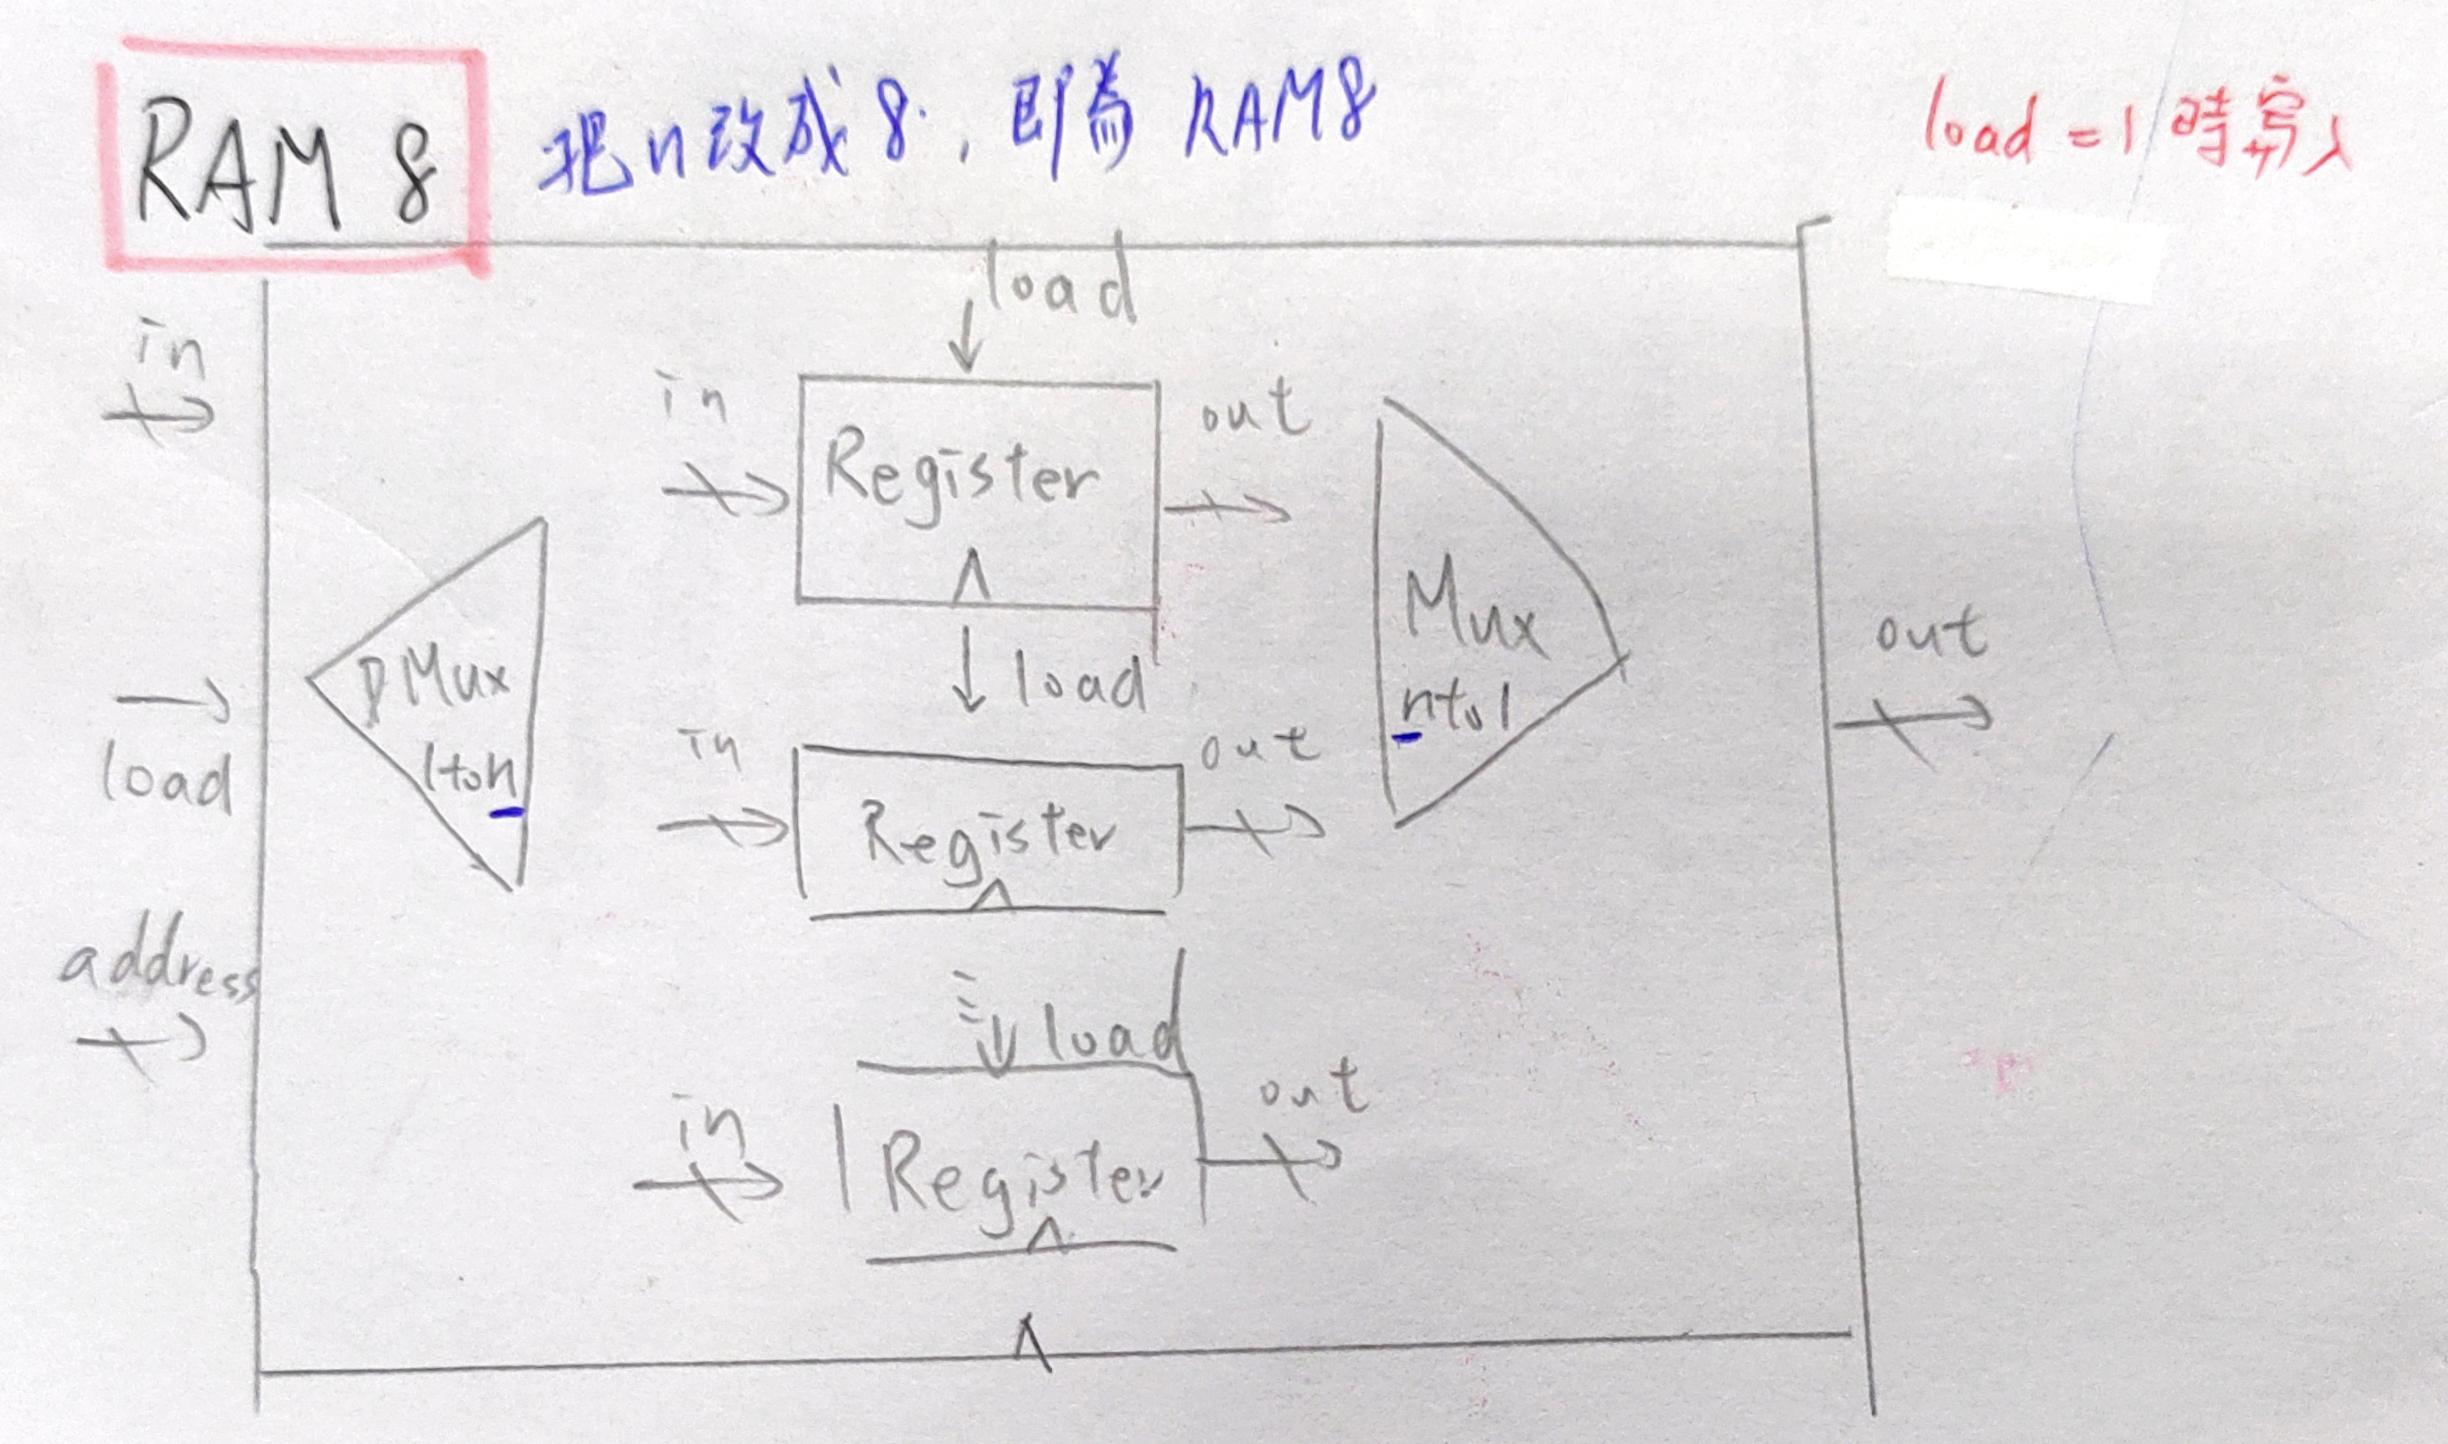 RAM 8
把n改成8，即為 RAM8
load = 1 時寫入
load
in
in
out
Register
Mux
nto1
out
DMux
1ton
load
load
in
out
Register
address
load
in
out
Register